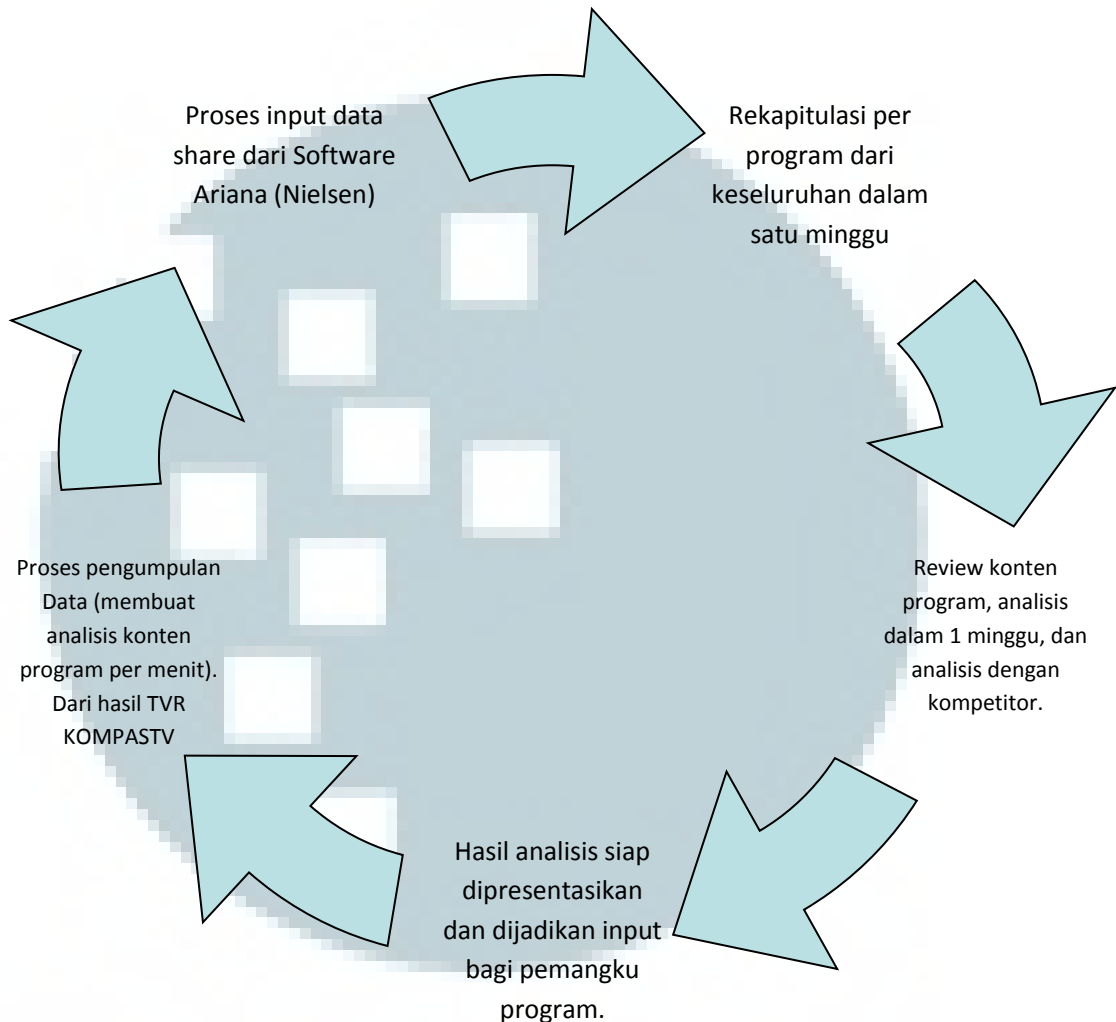 Proses input data
share dari Software
Ariana (Nielsen)
Rekapitulasi per
program dari
keseluruhan dalam
satu minggu
Review konten
program, analisis
dalam 1 minggu, dan
analisis dengan
kompetitor.
Hasil analisis siap
dipresentasikan
dan dijadikan input
bagi pemangku
program.
Proses pengumpulan
Data (membuat
analisis konten
program per menit).
Dari hasil TVR
KOMPASTV